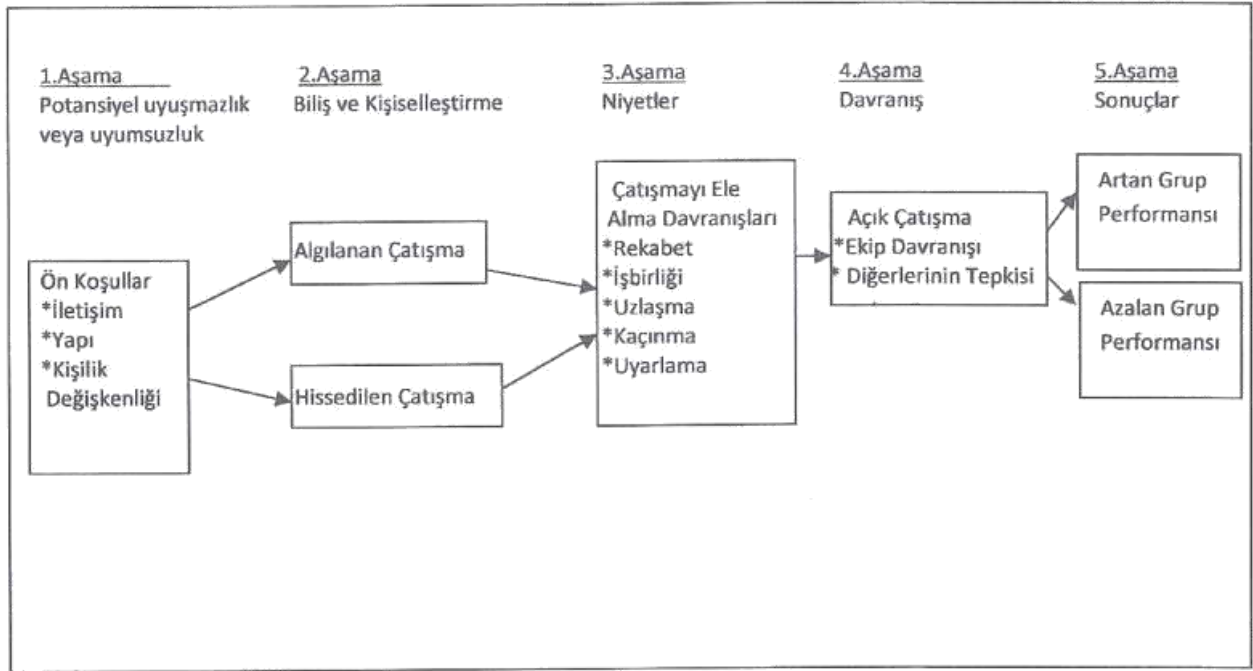 1.Aşama
Potansiyel uyuşmazlık
veya uyumsuzluk
2.Aşama
Biliş ve Kişiselleştirme
3.Aşama
Niyetler
4.Aşama
Davranış
5.Aşama
Sonuçlar
Ön Koşullar
*İletişim
*Yapı
*Kişilik
Değişkenliği
Algılanan Çatışma
Hissedilen Çatışma
Çatışmayı Ele
Alma Davranışları
*Rekabet
*İşbirliği
*Uzlaşma
*Kaçınma
*Uyarlama
Açık Çatışma
*Ekip Davranışı
* Diğerlerinin Tepkisi
Artan Grup
Performansı
Azalan Grup
Performansı